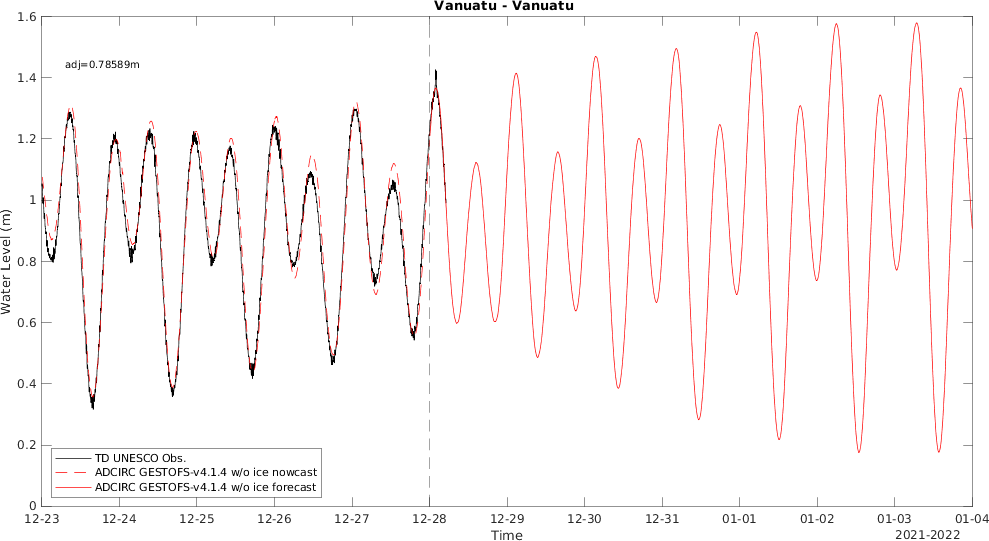 Vanuatu - Vanuatu
1.6
1.4
1.2
1
0.8
0.6
0.4
0.2
0
Water Level (m)
adj=0.78589m
TD UNESCO Obs.
ADCIRC GESTOFS-v4.1.4 w/o ice nowcast
ADCIRC GESTOFS-v4.1.4 w/o ice forecast
12-23 12-24 12-25 12-26 12-27 12-28 12-29 12-30 12-31 01-01 01-02 01-03 01-04
Time
2021-2022